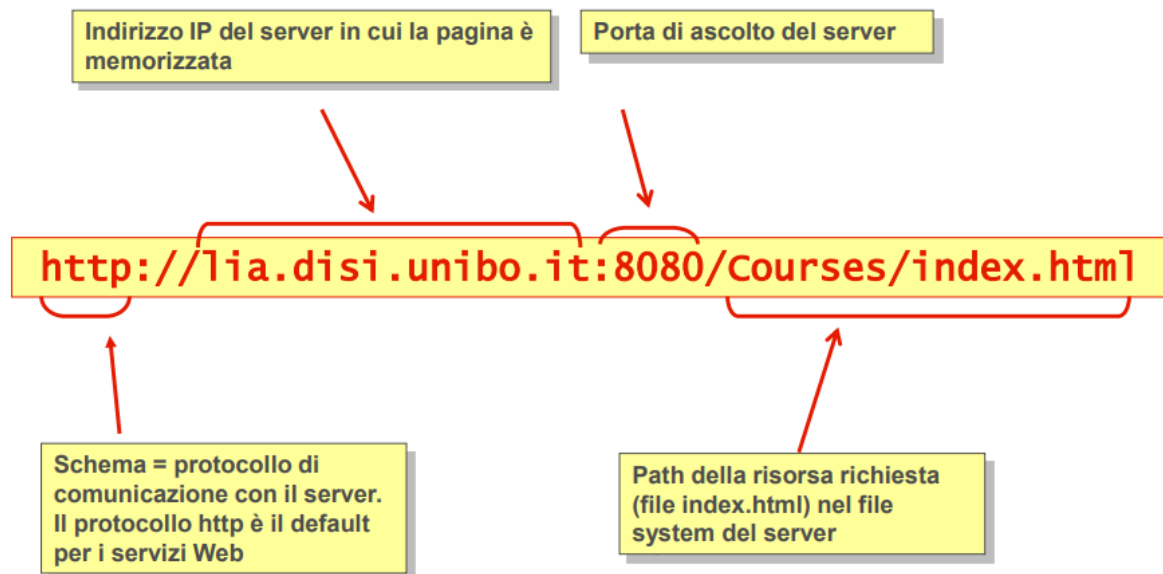 Indirizzo IP del server in cui la pagina è
memorizzata
Porta di ascolto del server
http://lia.disi.unibo.it:8080/Courses/index.html
Schema = protocollo di
comunicazione con il server.
Il protocollo http è il default
per i servizi Web
Path della risorsa richiesta
(file index.html) nel file
system del server